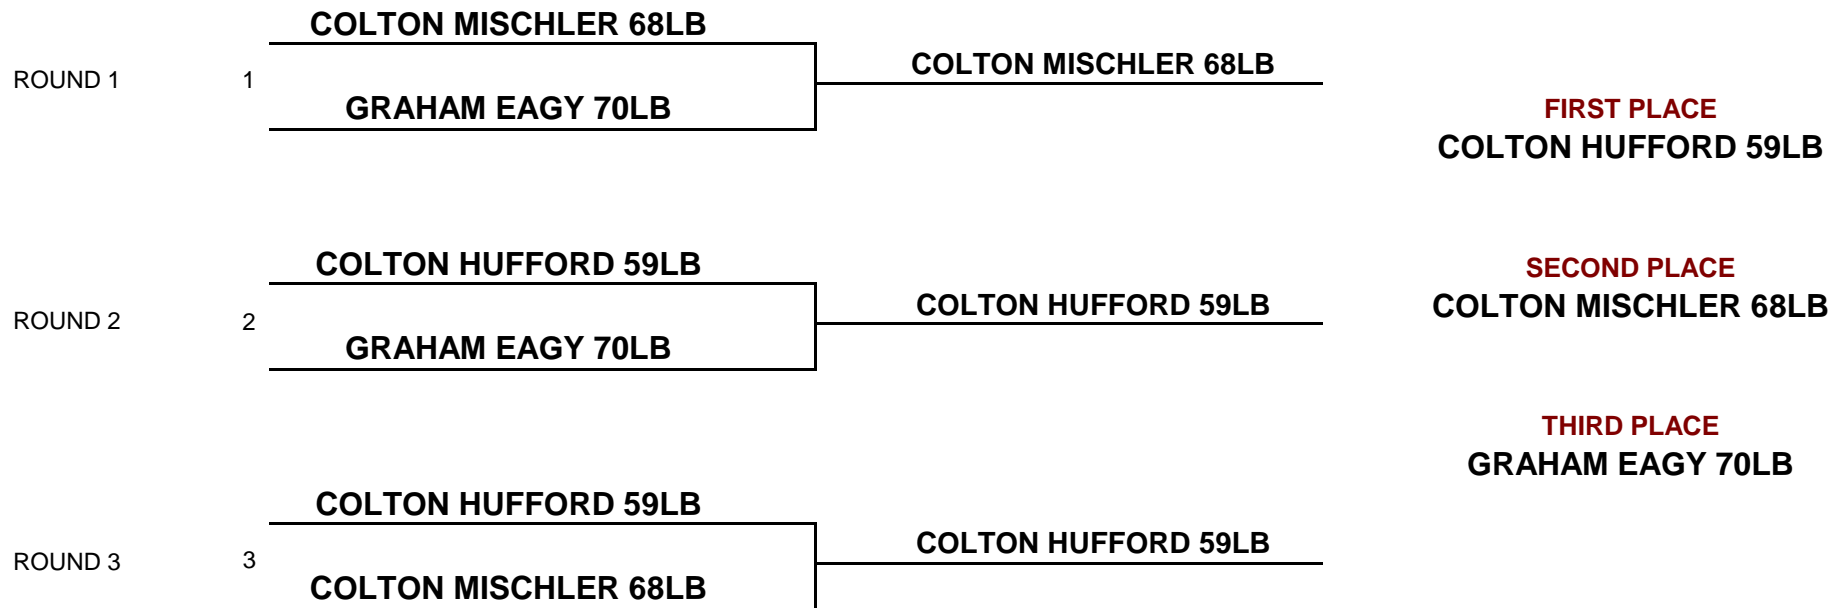 COLTON MISCHLER 68LB
ROUND 1 1 COLTON MISCHLER 68LB
GRAHAM EAGY 70LB
FIRST PLACE
COLTON HUFFORD 59LB
COLTON HUFFORD 59LB
ROUND 2 2 COLTON HUFFORD 59LB
GRAHAM EAGY 70LB
SECOND PLACE
COLTON MISCHLER 68LB
THIRD PLACE
GRAHAM EAGY 70LB
COLTON HUFFORD 59LB
ROUND 3 3 COLTON HUFFORD 59LB
COLTON MISCHLER 68LB